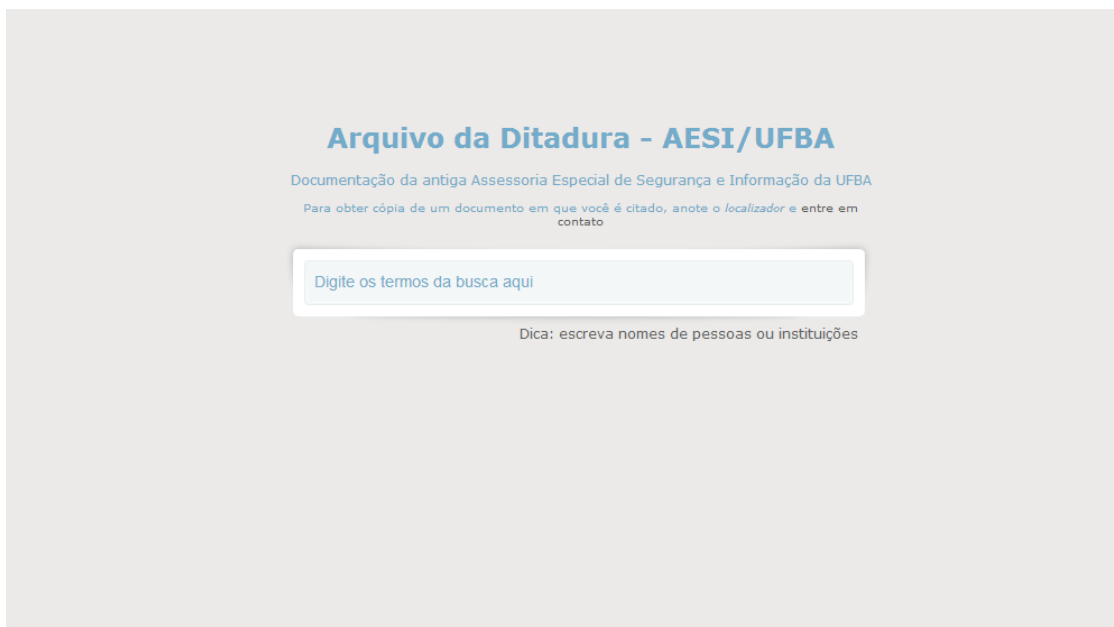 Arquivo da Ditadura - AESI/UFBA
Documentação da antiga Assessoria Especial de Segurança e Informação da UFBA
Para obter cópia de um documento em que você é citado, anote o localizador e entre em
contato
Digite os termos da busca aqui
Dica: escreva nomes de pessoas ou instituições